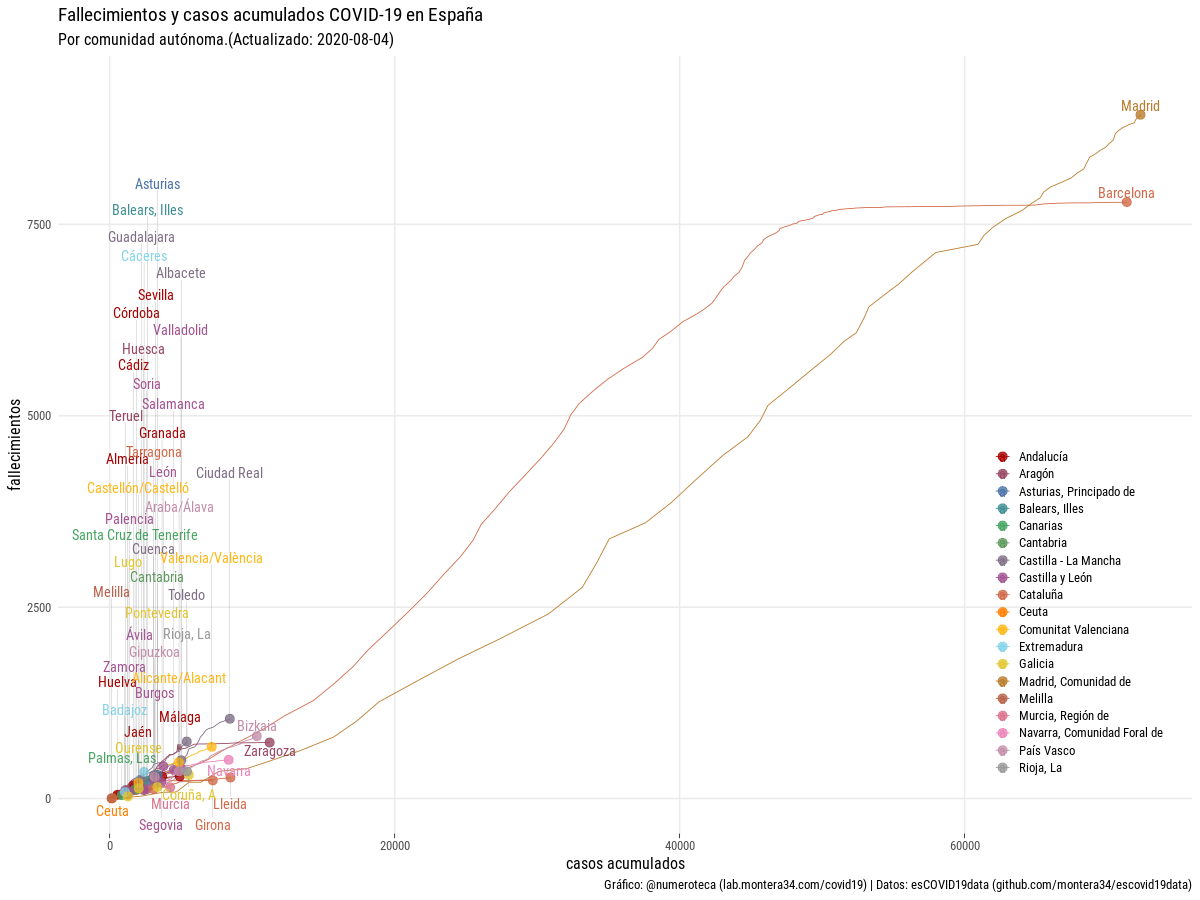 Fallecimientos y casos acumulados COVID-19 en España
Por comunidad autónoma.(Actualizado: 2020-08-04)
fallecimientos
7500
5000
2500
0
Madrid
Barcelona
Asturias
Balears, Illes
Guadalajara
Cáceres
Albacete
Sevilla
Córdoba
Valladolid
Huesca
Cádiz
Soria
Salamanca
Teruel
Granada
Tarragona
Almería
León
Ciudad Real
Castellón/Castelló
Araba/Álava
Palencia
Santa Cruz de Tenerife
Cuenca
Valencia/València
Lugo
Cantabria
Melilla
Toledo
Pontevedra
Ávila
Rioja, La
Gipuzkoa
Zamora
Huelva
Alicante/Alacant
Burgos
Badajoz
Málaga
Bizkaia
Jaén
Ourense
Zaragoza
Palmas, Las
Navarra
Coruña, A
Murcia
Lleida
Ceuta
Segovia
Girona
Andalucía
Aragón
Asturias, Principado de
Balears, Illes
Canarias
Cantabria
Castilla - La Mancha
Castilla y León
Cataluña
Ceuta
Comunitat Valenciana
Extremadura
Galicia
Madrid, Comunidad de
Melilla
Murcia, Región de
Navarra, Comunidad Foral de
País Vasco
Rioja, La
0
20000
40000
60000
casos acumulados
Gráfico: @numeroteca (lab.montera34.com/covid19) | Datos: esCOVID19data (github.com/montera34/escovid19data)